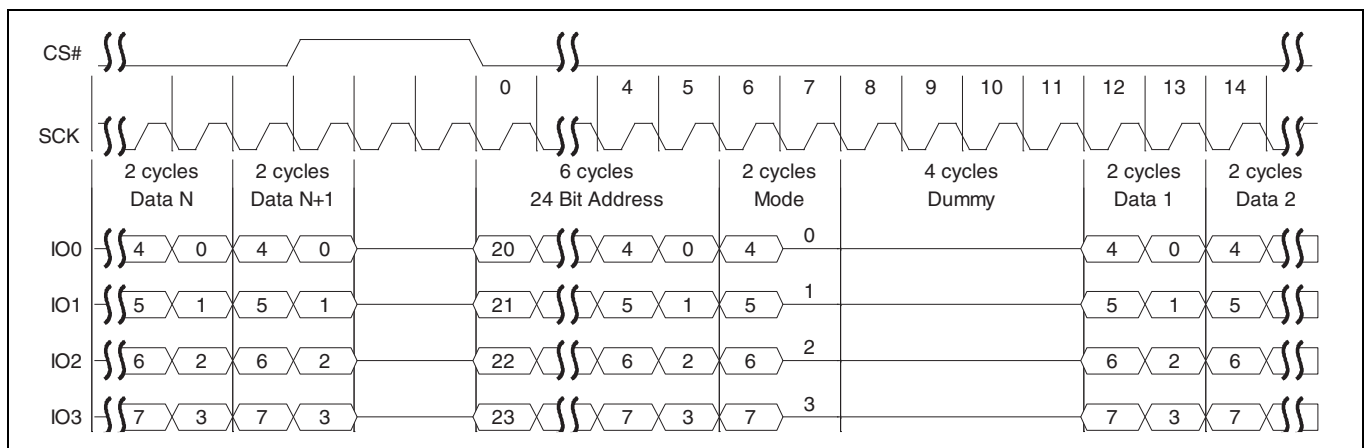 CS#
0 4 5 6 7 8 9 10 11 12 13 14
SCK
2 cycles 2 cycles 6 cycles 2 cycles 4 cycles 2 cycles 2 cycles
Data N Data N+1 24 Bit Address Mode Dummy Data 1 Data 2
IO0 4 0 4 0 20 4 0 4 0 4 0 4
IO1 5 1 5 1 21 5 1 5 1 5 1 5
IO2 6 2 6 2 22 6 2 6 2 6 2 6
IO3 7 3 7 3 23 7 3 7 3 7 3 7